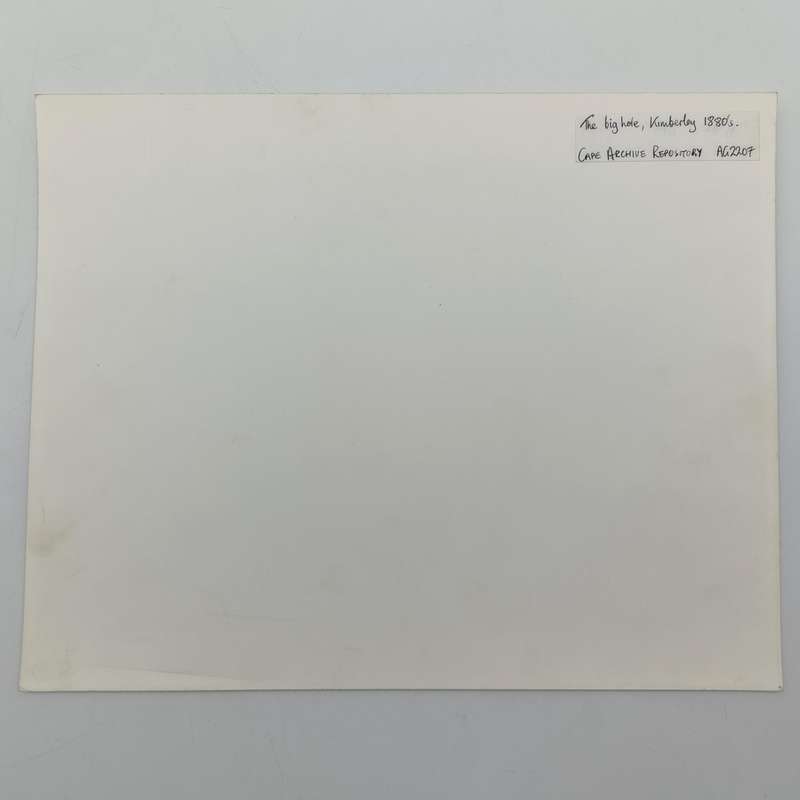 The big hole, Kimberley 1880's.
CAPE ARCHIVE REPOSITORY AG2207